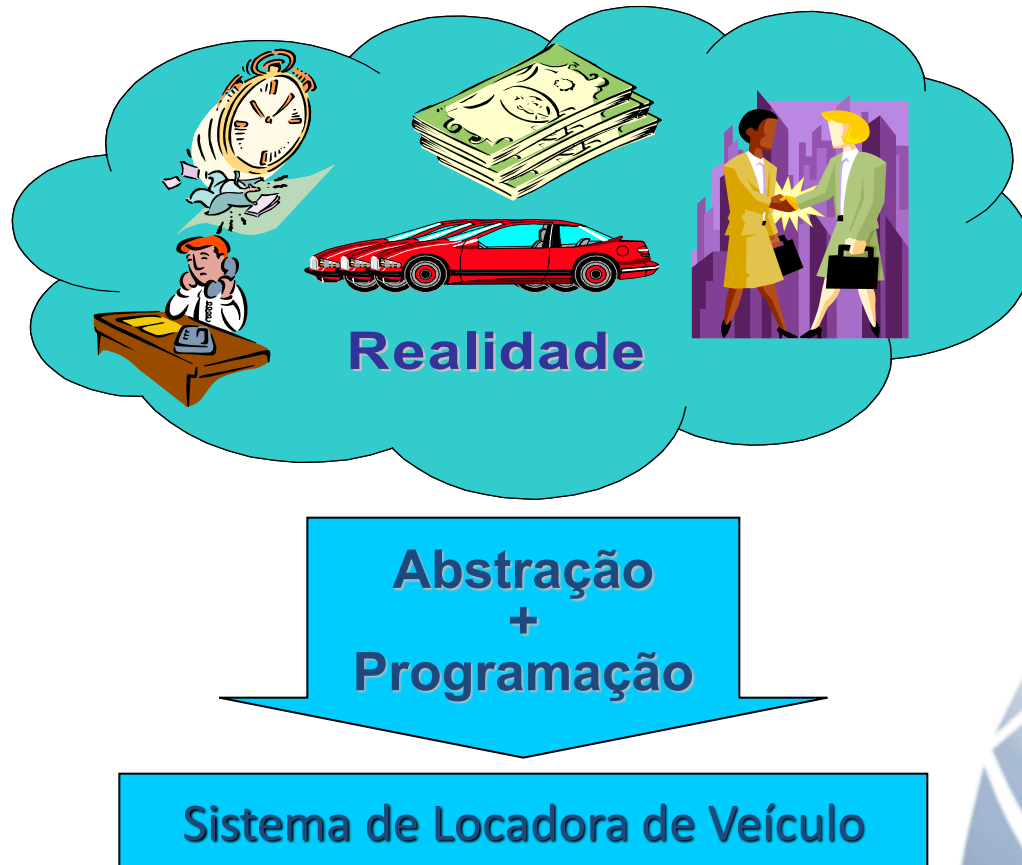 Realidade
Abstração
+
Programação
Sistema de Locadora de Veículo